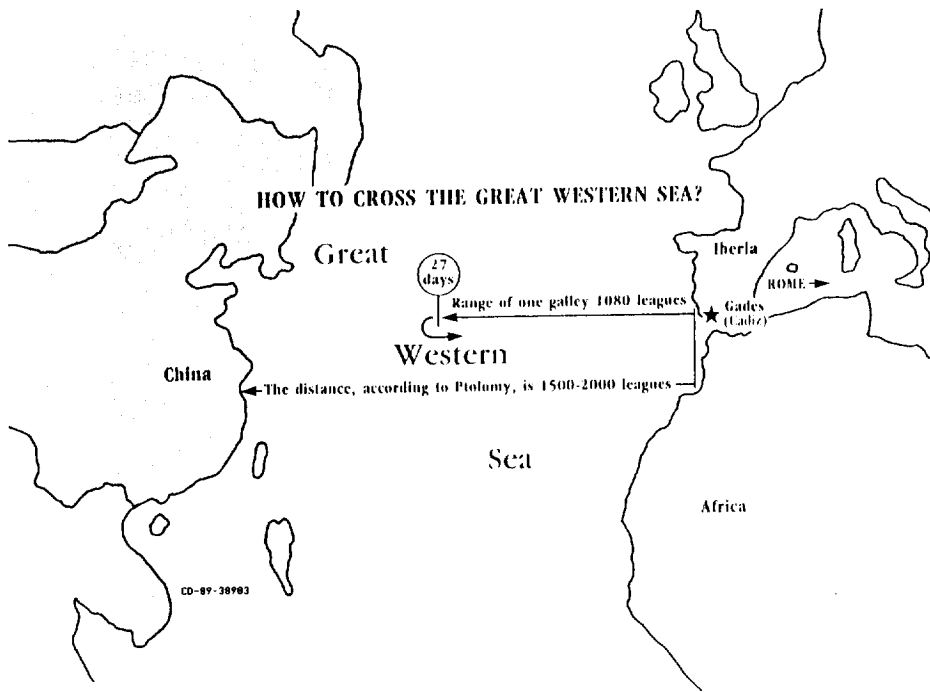 HOW TO CROSS THE GREAT WESTERN SEA?
Great
Iberia
27
days
ROME
Range of one galley 1080 leagues
Gades
(Cadiz)
Western
China
The distance, according to Ptolumy, is 1500-2000 leagues
Sea
Africa
CD-89-38983